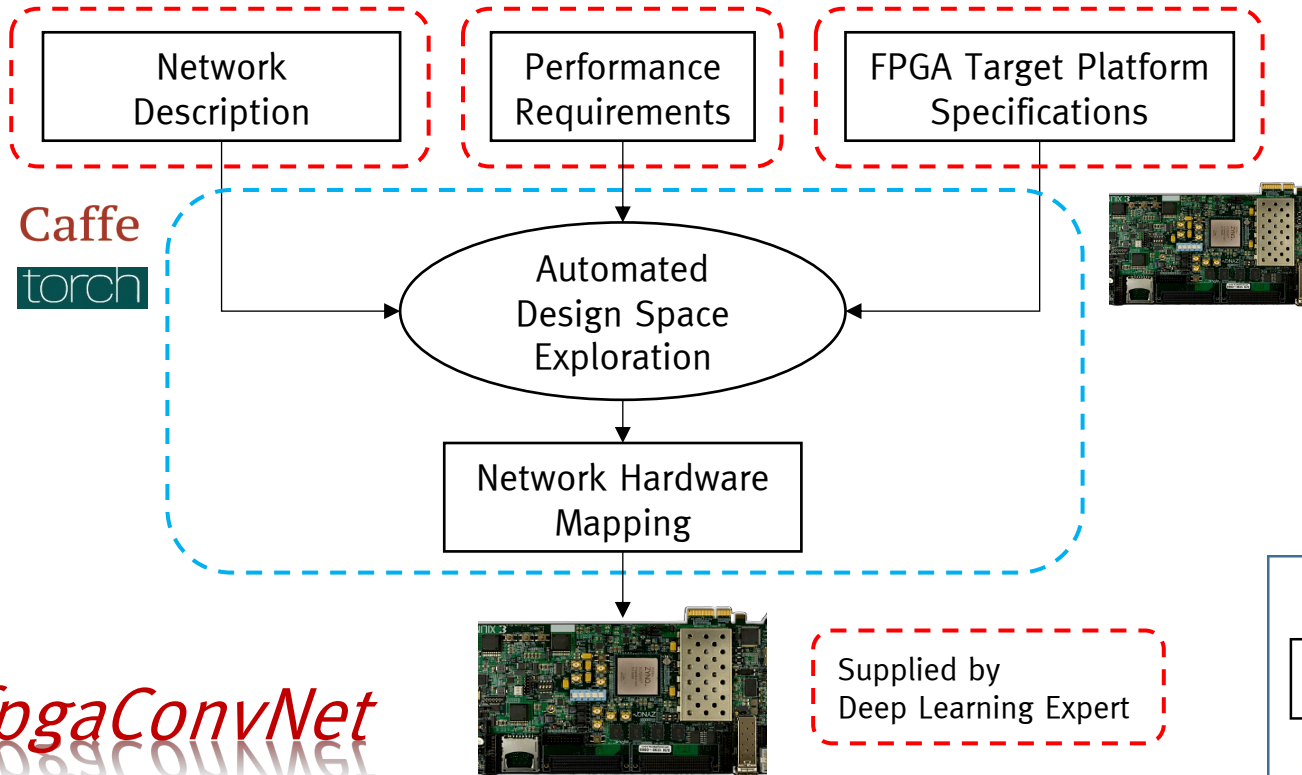 Network
Description
Performance
Requirements
FPGA Target Platform
Specifications
Caffe
torch
Automated
Design Space
Exploration
Network Hardware
Mapping
Supplied by
Deep Learning Expert
fpgaConvNet